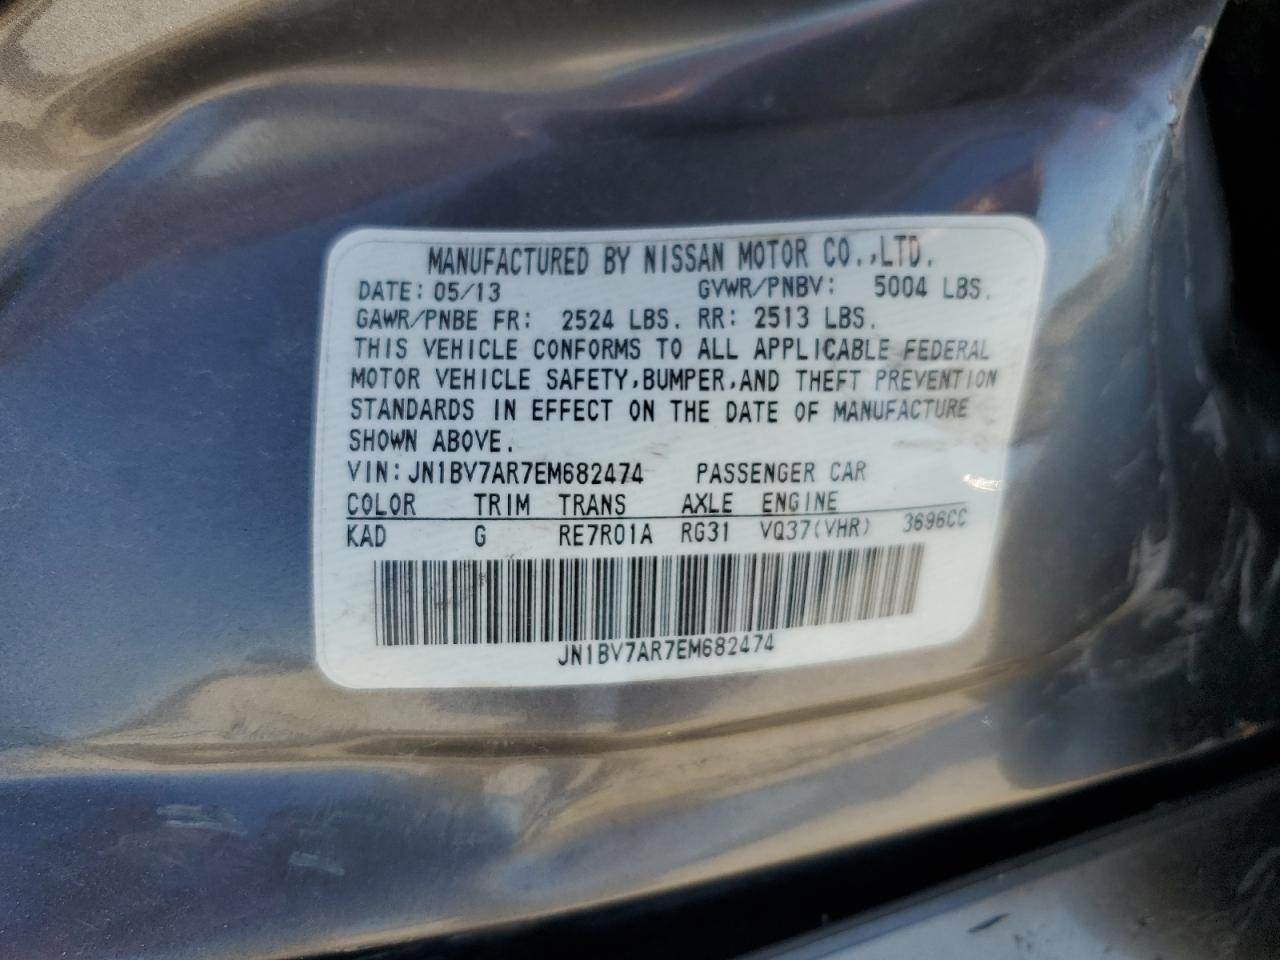 MANUFACTURED BY NISSAN MOTOR CO.,LTD.
DATE: 05/13 GVWR/PNBV: 5004 LBS.
GAWR/PNBE FR: 2524 LBS. RR: 2513 LBS.
THIS VEHICLE CONFORMS TO ALL APPLICABLE FEDERAL
MOTOR VEHICLE SAFETY,BUMPER,AND THEFT PREVENTION
STANDARDS IN EFFECT ON THE DATE OF MANUFACTURE
SHOWN ABOVE.
VIN:JN1BV7AR7EM682474 PASSENGER CAR
COLOR TRIM TRANS AXLE ENGINE
KAD G RE7R01A RG31 VQ37(VHR) 3696CC
JN1BV7AR7EM682474